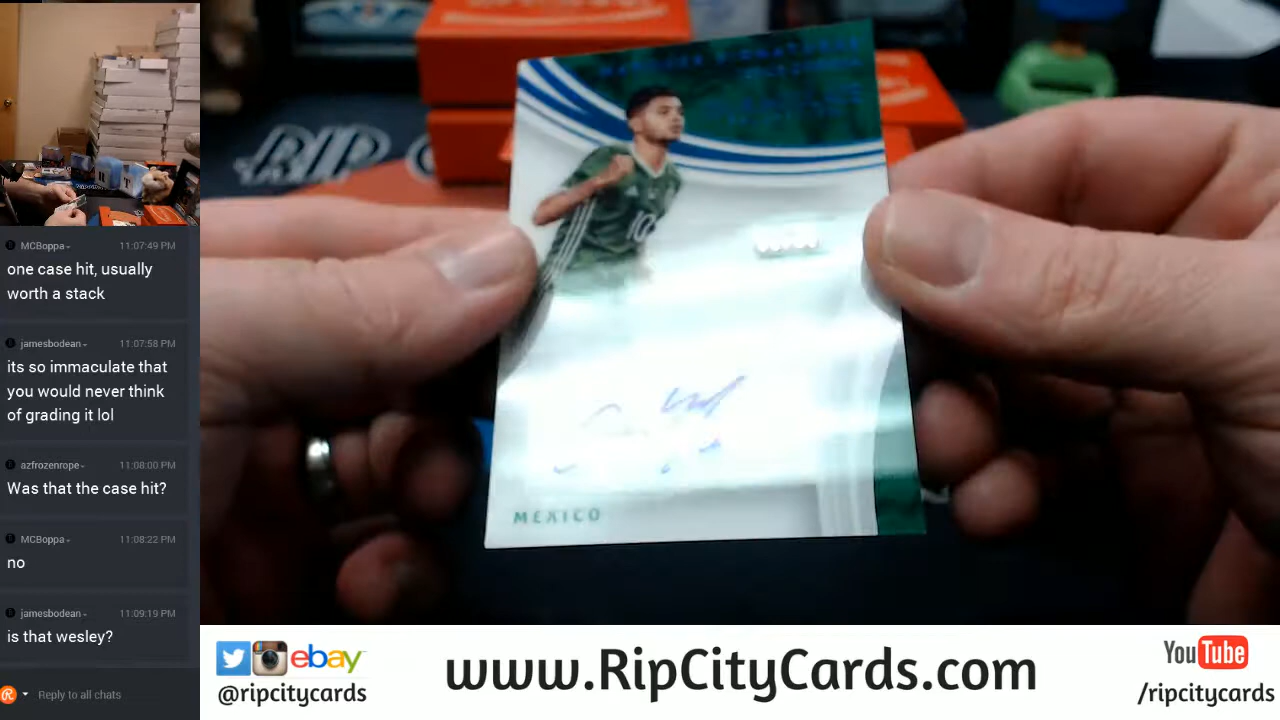 MCBoppa
11:07:49 PM
one case hit, usually
worth a stack
jamesbodean
11:07:58 PM
its so immaculate that
you would never think
of grading it lol
azfrozenrope
11:08:00 PM
Was that the case hit?
MCBoppa
11:08:22 PM
no
jamesbodean
11:09:19 PM
is that wesley?
Reply to all chats
RIP
10
MEXICO
ebay
@ripcitycards
www.RipCityCards.com
YouTube
/ripcitycards